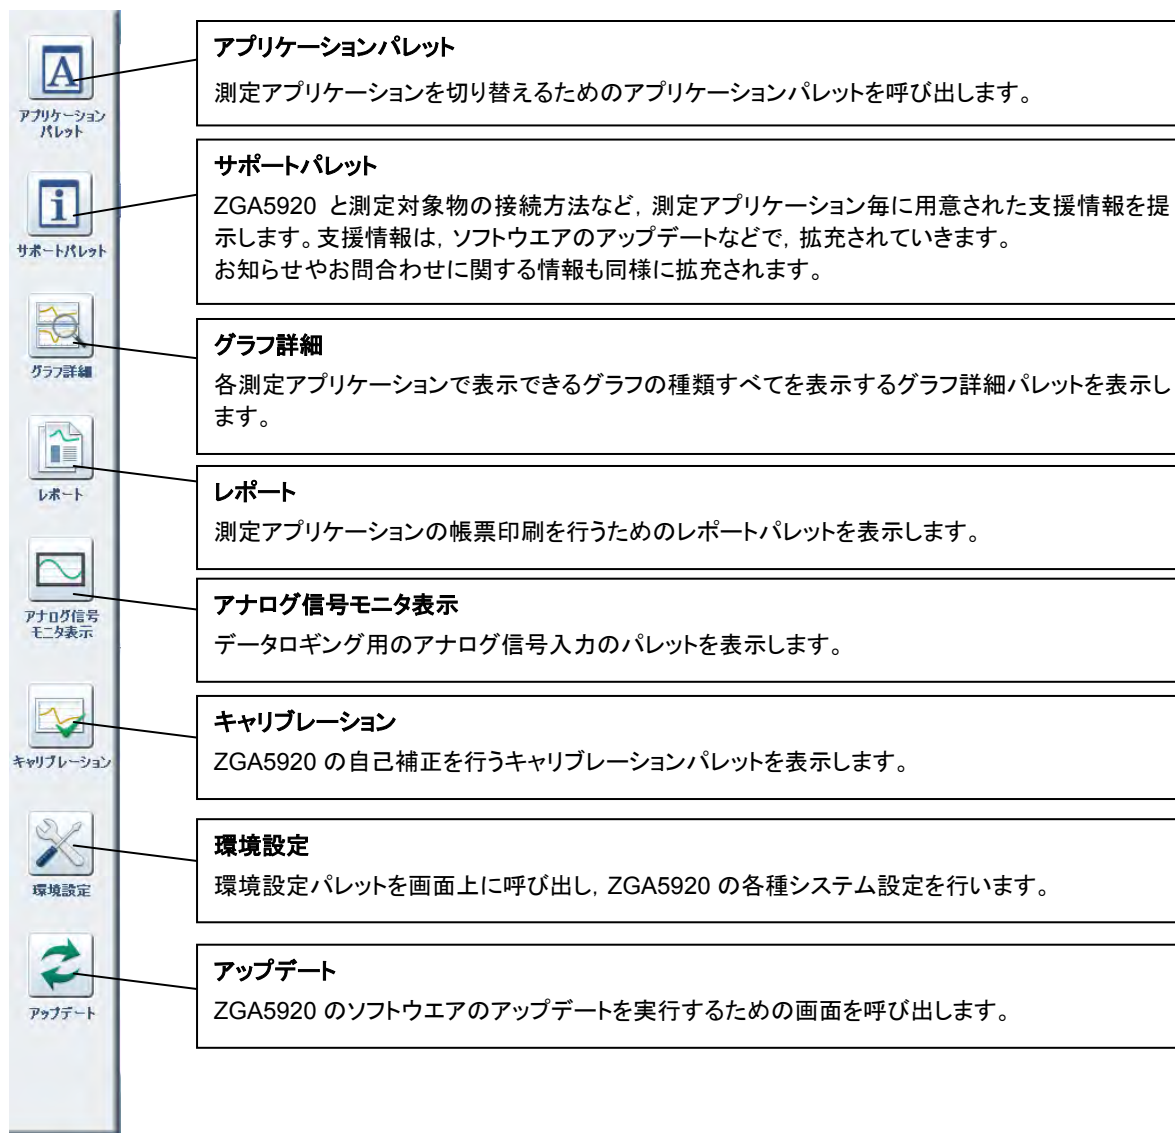 アプリケーション
パレット
アプリケーションパレット
測定アプリケーションを切り替えるためのアプリケーションパレットを呼び出します。
サポートパレット
サポートパレット
ZGA5920 と測定対象物の接続方法など, 測定アプリケーション毎に用意された支援情報を提
示します。支援情報は, ソフトウエアのアップデートなどで, 拡充されていきます。
お知らせやお問合わせに関する情報も同様に拡充されます。
グラフ詳細
グラフ詳細
各測定アプリケーションで表示できるグラフの種類すべてを表示するグラフ詳細パレットを表示し
ます。
レポート
レポート
測定アプリケーションの帳票印刷を行うためのレポートパレットを表示します。
アナログ信号
モニタ表示
アナログ信号モニタ表示
データロギング用のアナログ信号入力のパレットを表示します。
キャリブレーション
キャリブレーション
ZGA5920 の自己補正を行うキャリブレーションパレットを表示します。
環境設定
環境設定
環境設定パレットを画面上に呼び出し, ZGA5920 の各種システム設定を行います。
アップデート
アップデート
ZGA5920 のソフトウエアのアップデートを実行するための画面を呼び出します。